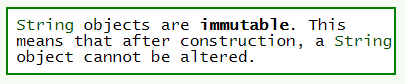 String objects are immutable. This
means that after construction, a String
object cannot be altered.